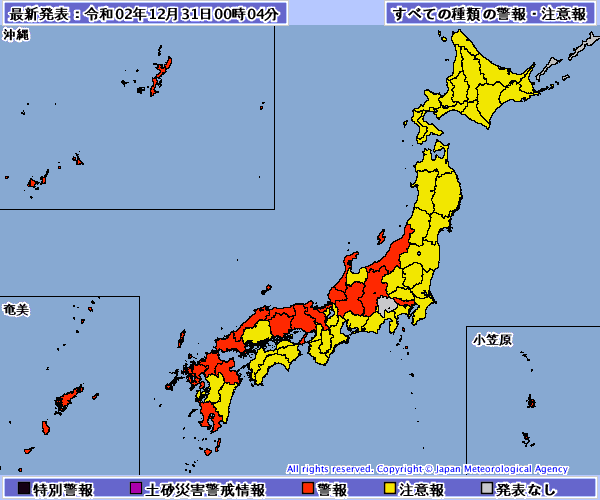 最新発表：令和02年12月31日00時04分
すべての種類の警報・注意報
沖縄
奄美
小笠原
All rights reserved. Copyright © Japan Meteorological Agency
特別警報
土砂災害警戒情報
警報
注意報
発表なし